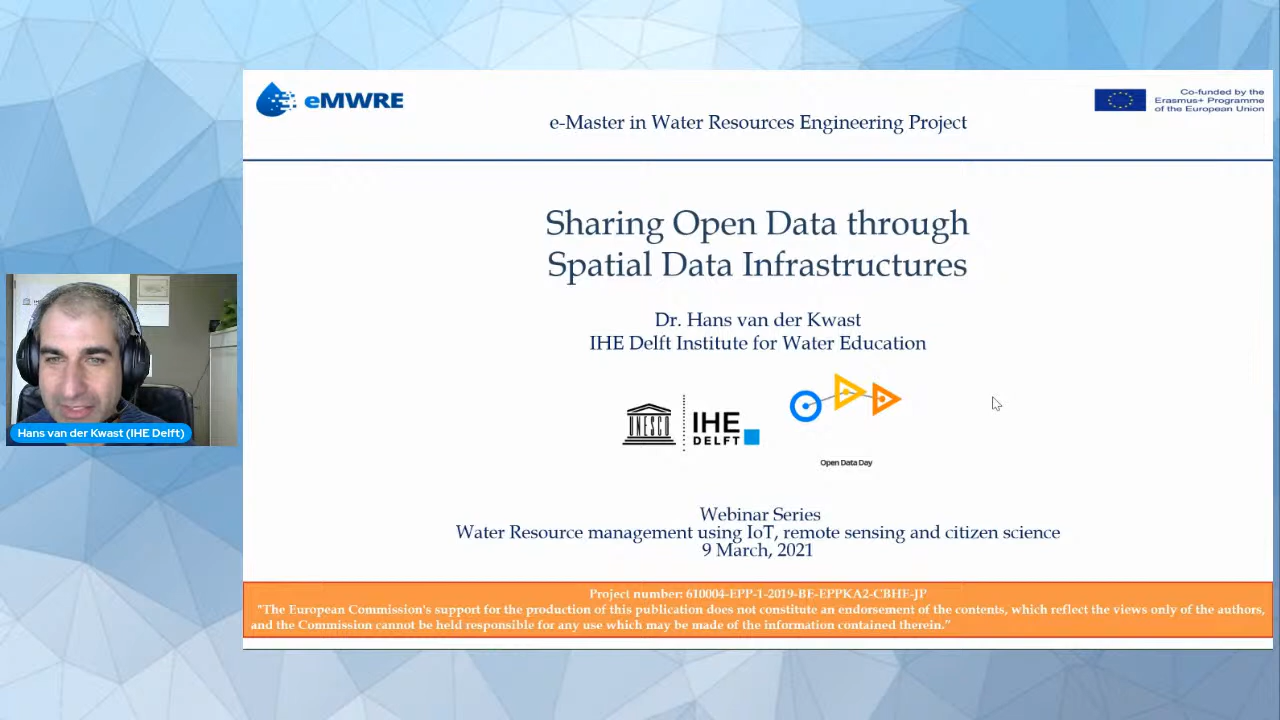 eMWRE
e-Master in Water Resources Engineering Project
Co-funded by the
Erasmus+ Programme
of the European Union
Sharing Open Data through
Spatial Data Infrastructures
Dr. Hans van der Kwast
IHE Delft Institute for Water Education
UNESCO
IHE
DELFT
Open Data Day
Hans van der Kwast (IHE Delft)
Webinar Series
Water Resource management using IoT, remote sensing and citizen science
9 March, 2021
Project number: 610004-EPP-1-2019-BE-EPPKA2-CBHE-JP
"The European Commission's support for the production of this publication does not constitute an endorsement of the contents, which reflect the views only of the authors,
and the Commission cannot be held responsible for any use which may be made of the information contained therein."